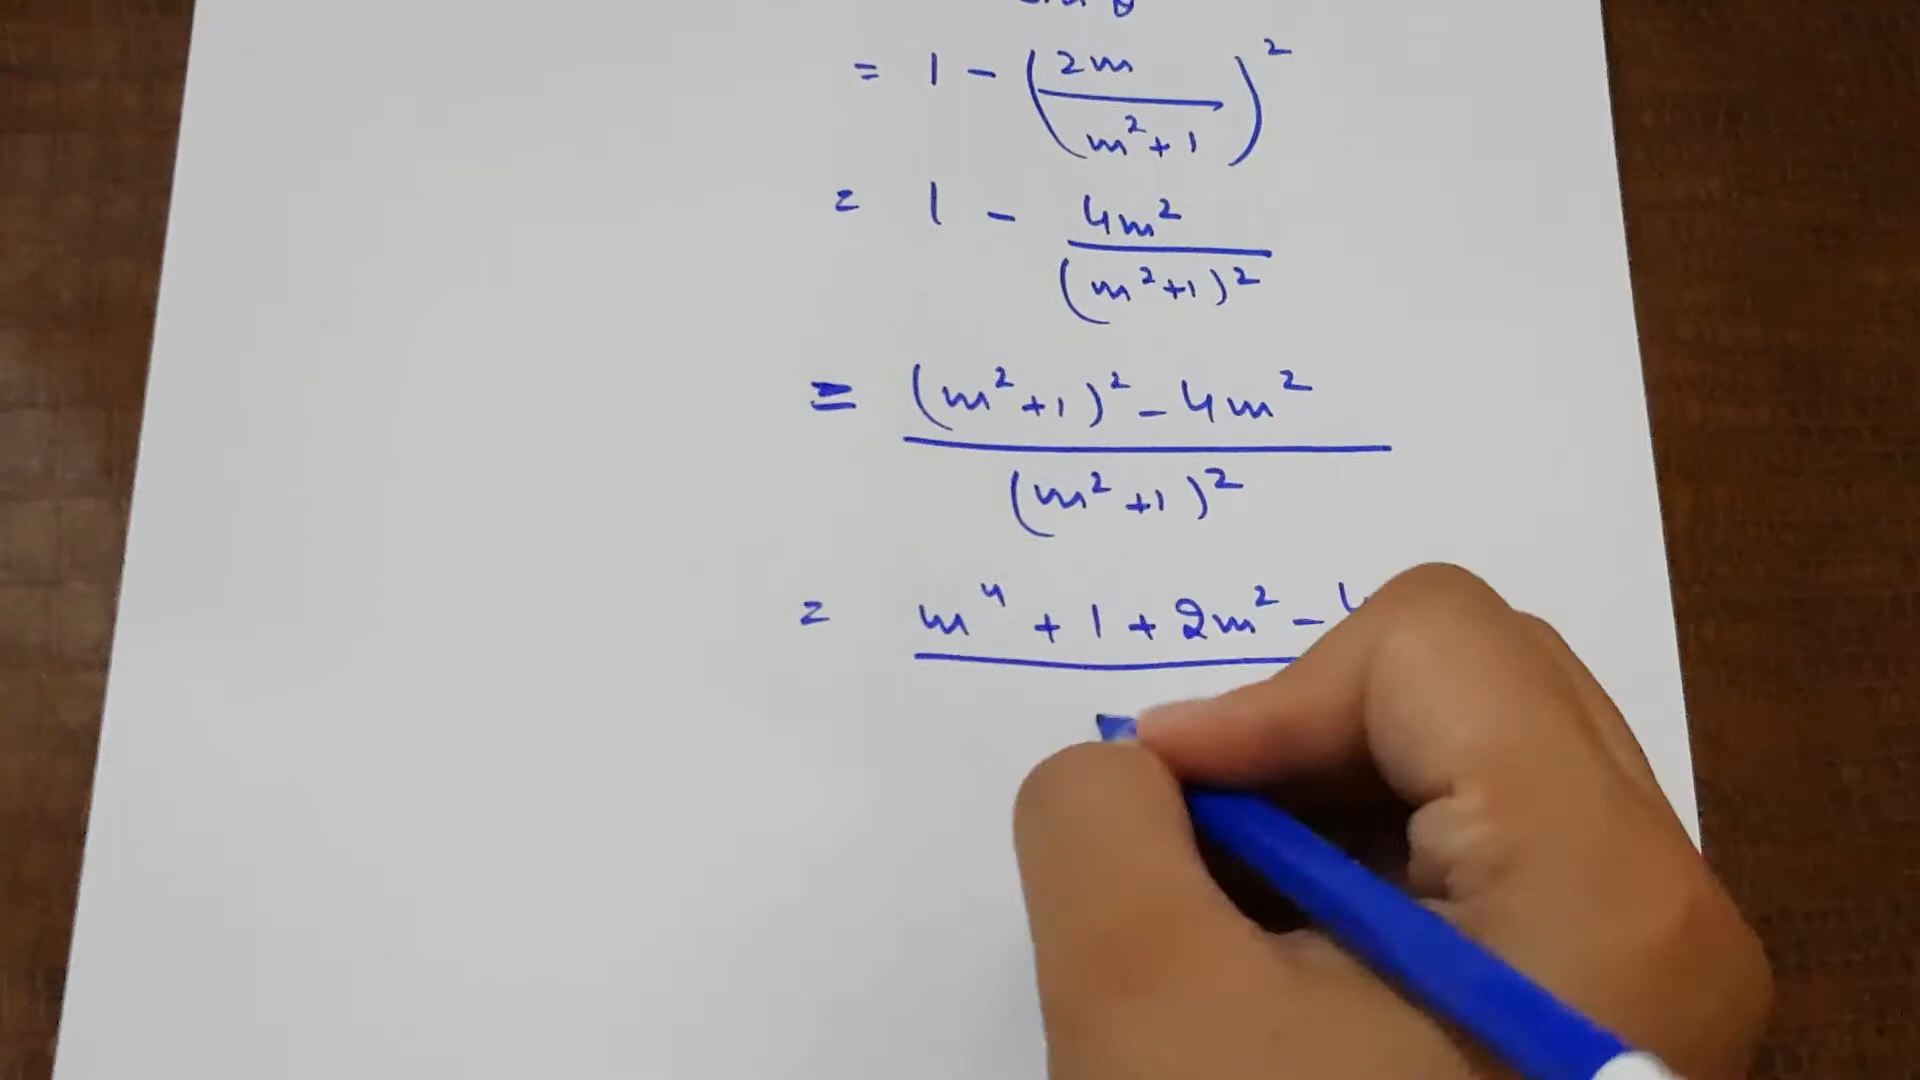 = 1 - (2m / m² + 1)²
= 1 - 4m² / (m²+1)²
= (m²+1)² - 4m² / (m²+1)²
= m⁴ + 1 + 2m² - 4